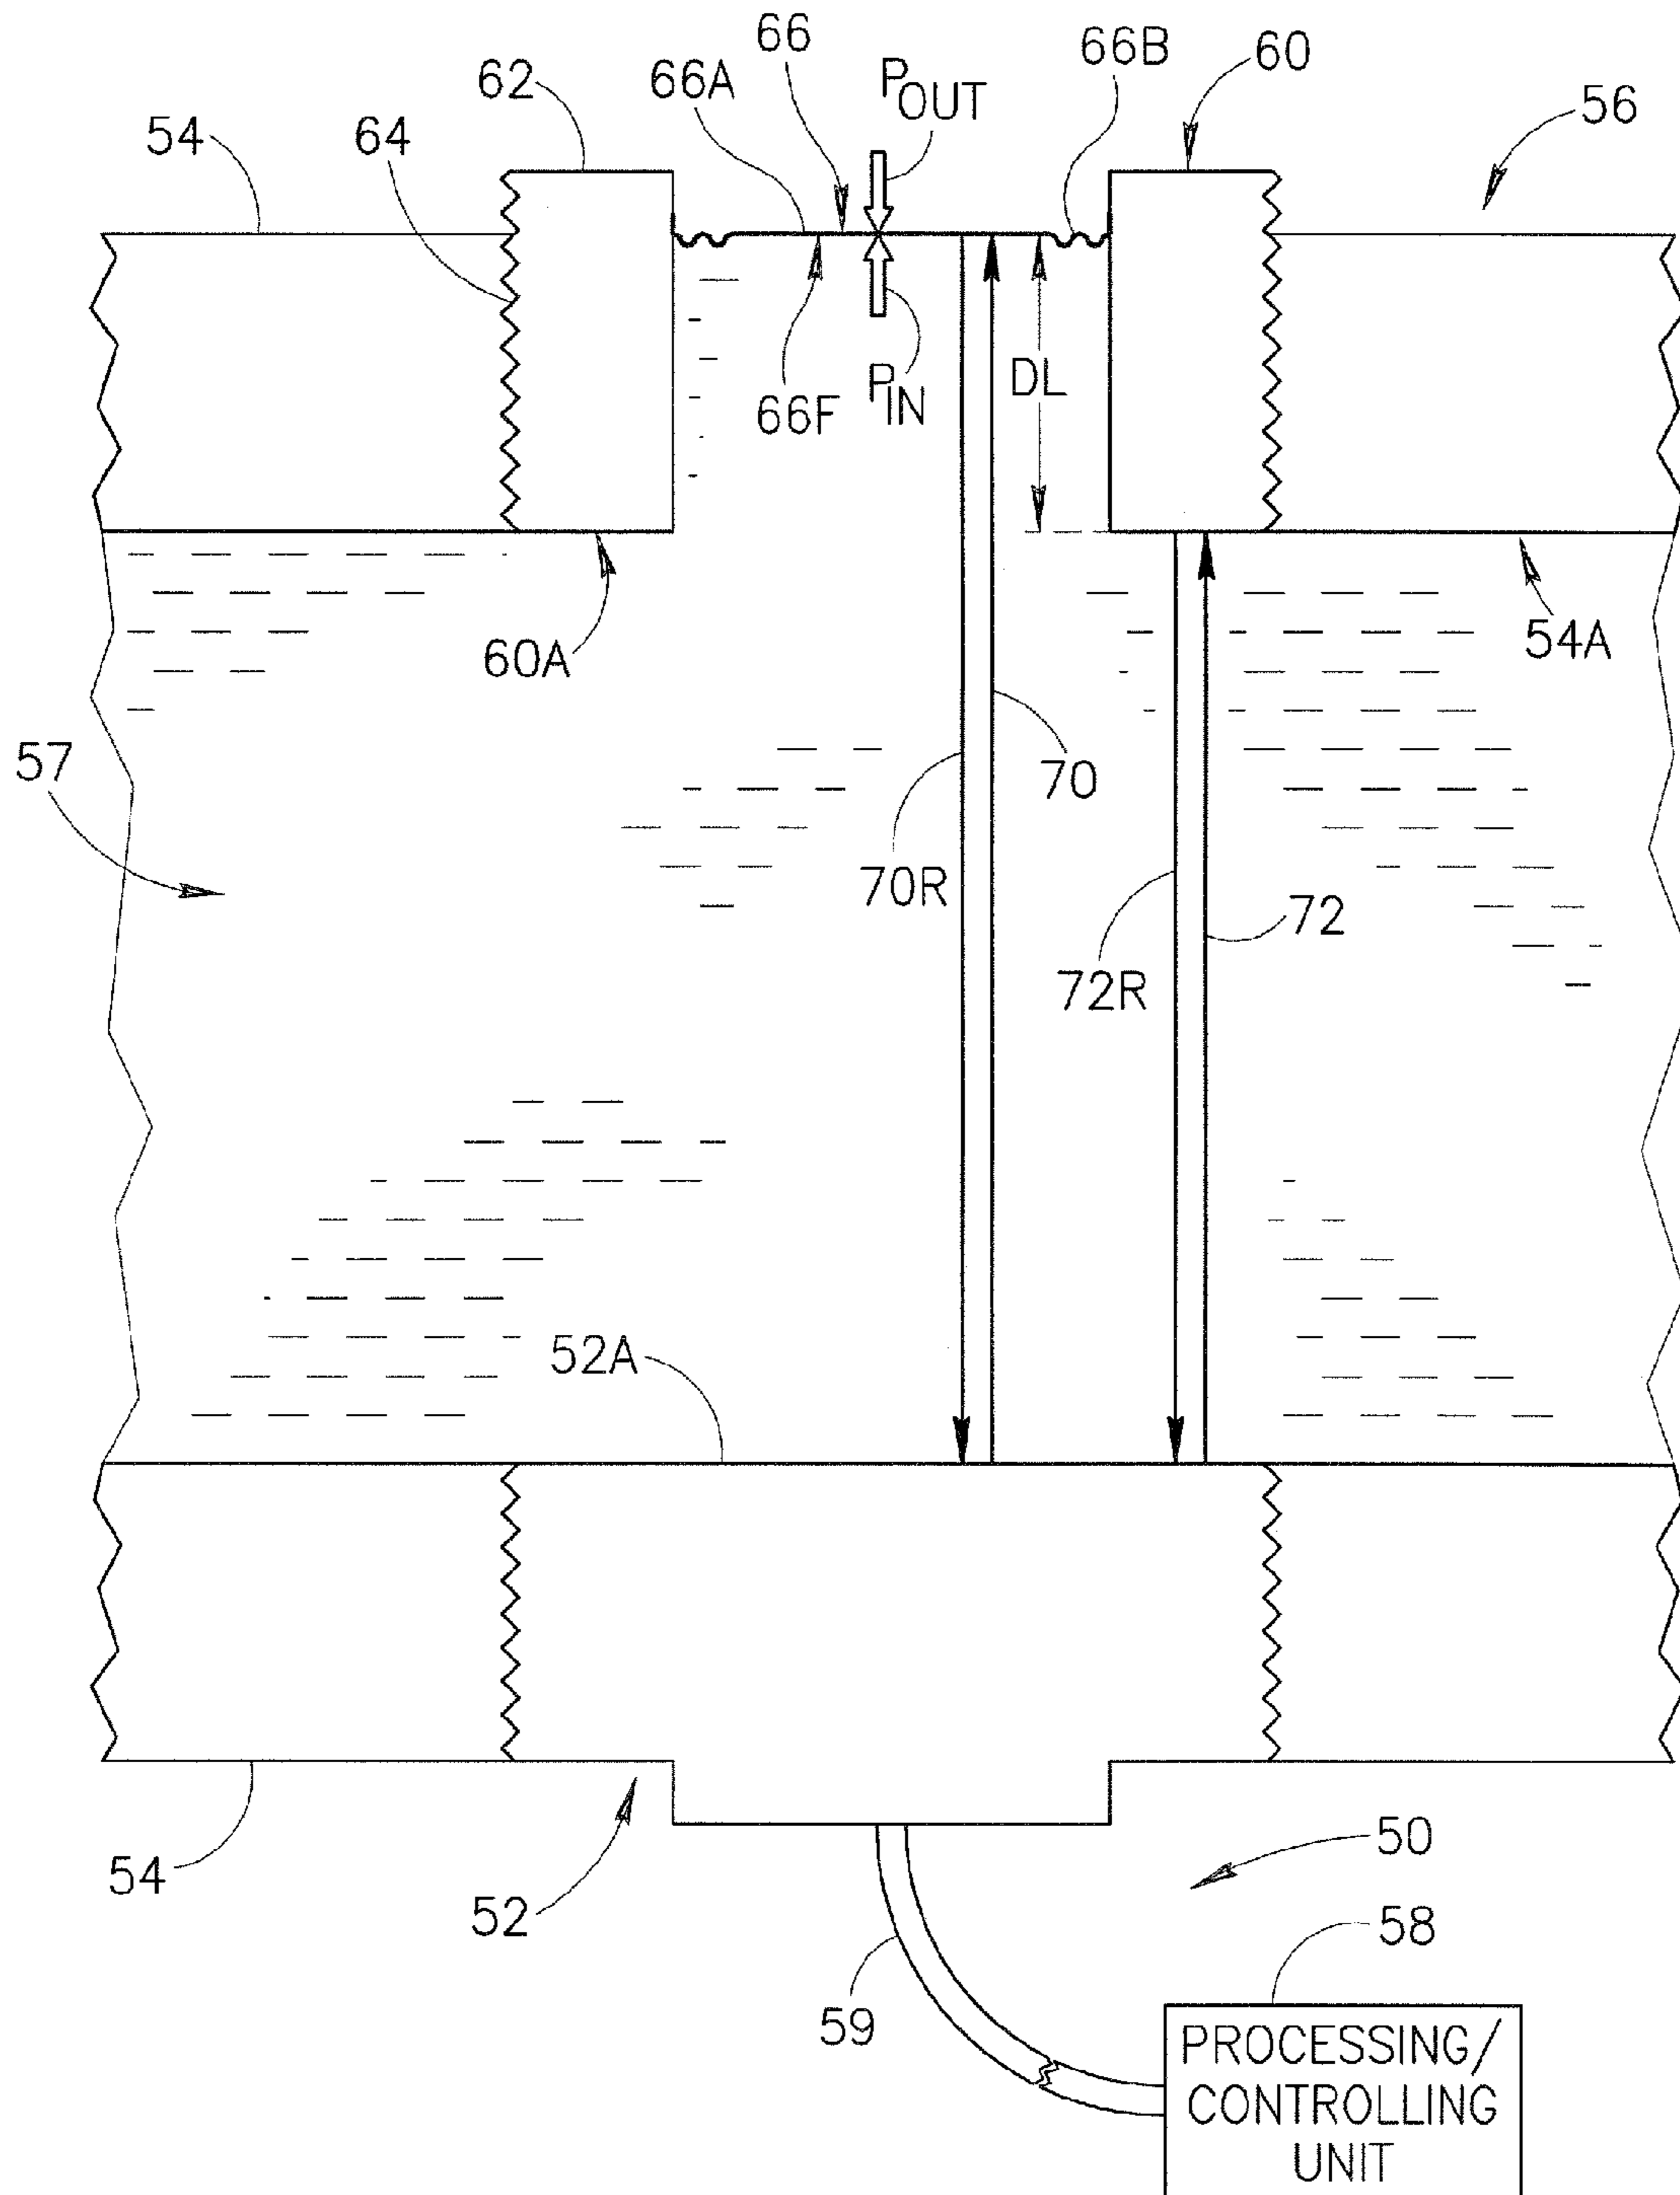 66
66B
60
62
66A
P OUT
56
54
64
66F
P IN
DL
60A
54A
57
70
70R
72
72R
52A
54
52
50
58
59
PROCESSING/
CONTROLLING
UNIT